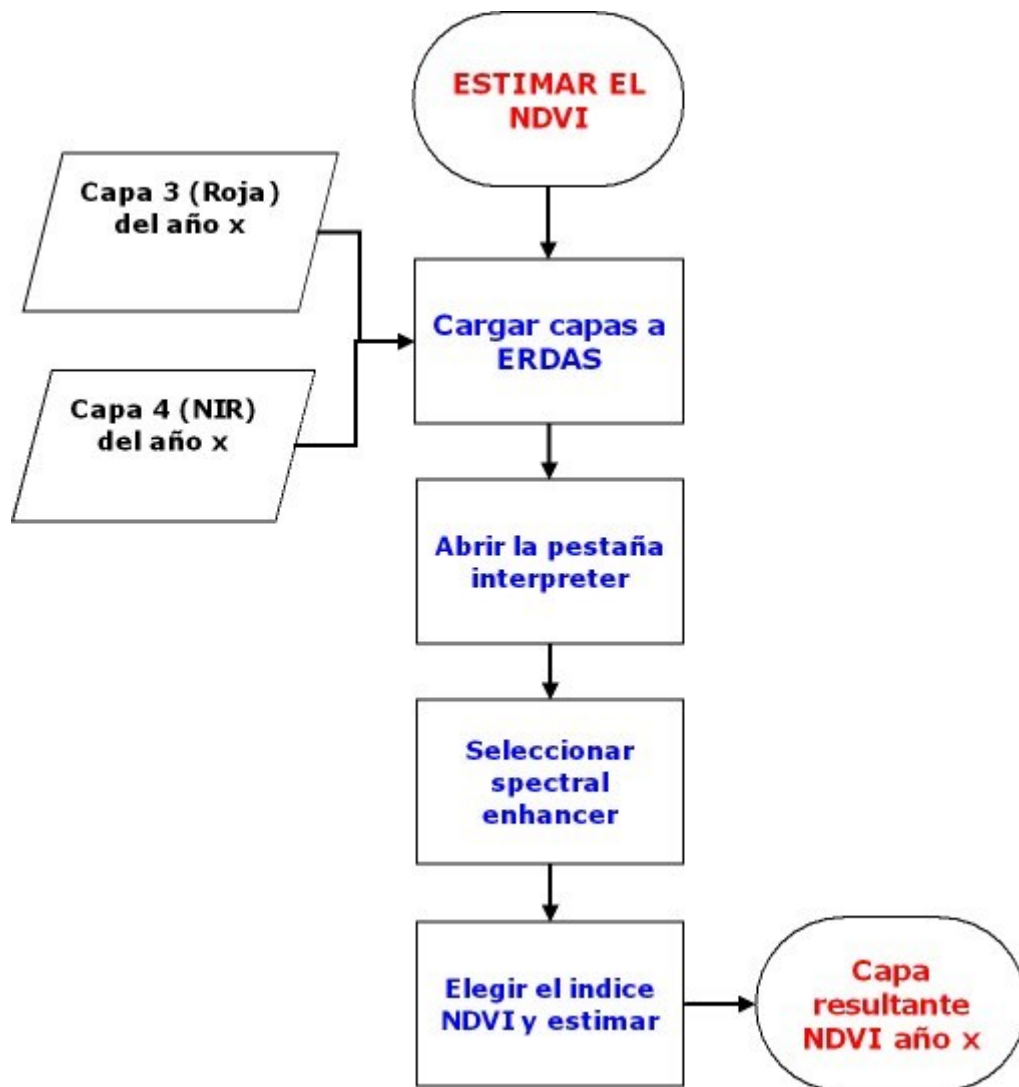 ESTIMAR EL
NDVI
Capa 3 (Roja)
del año x
Capa 4 (NIR)
del año x
Cargar capas a
ERDAS
Abrir la pestaña
interpreter
Seleccionar
spectral
enhancer
Elegir el indice
NDVI y estimar
Capa
resultante
NDVI año x